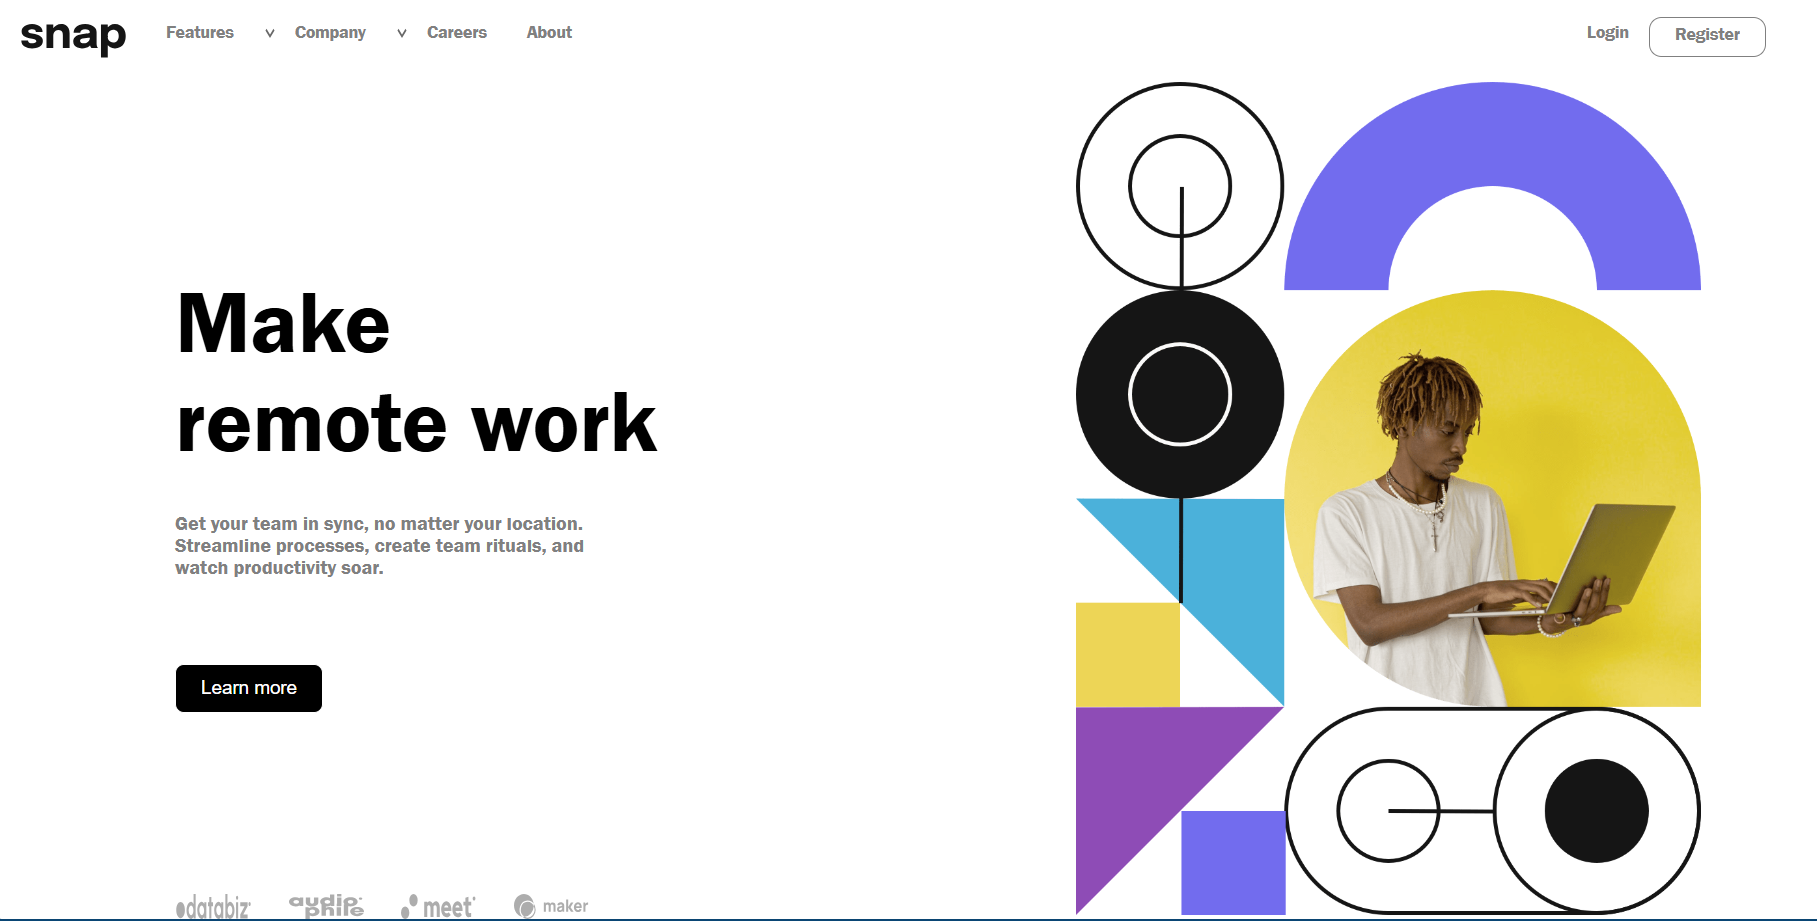 snap
Features
Company
Careers
About
Login
Register
Make
remote work
Get your team in sync, no matter your location.
Streamline processes, create team rituals, and
watch productivity soar.
Learn more
databiz
audiophile
meet
maker